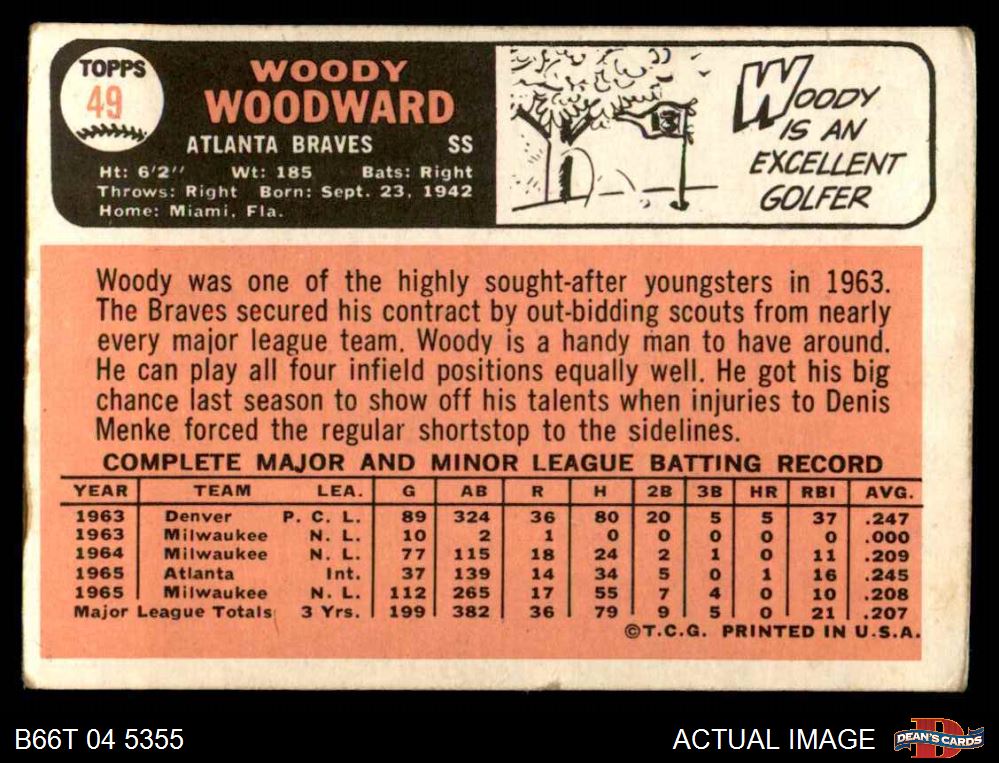 TOPPS
49
WOODY
WOODWARD
ATLANTA BRAVES SS
Ht: 6'2'' Wt: 185 Bats: Right
Throws: Right Born: Sept. 23, 1942
Home: Miami, Fla.
13
WOODY
IS AN
EXCELLENT
GOLFER
Woody was one of the highly sought-after youngsters in 1963.
The Braves secured his contract by out-bidding scouts from nearly
every major league team. Woody is a handy man to have around.
He can play all four infield positions equally well. He got his big
chance last season to show off his talents when injuries to Denis
Menke forced the regular shortstop to the sidelines.
COMPLETE MAJOR AND MINOR LEAGUE BATTING RECORD
YEAR TEAM LEA. G AB R H 2B 3B HR RBI AVG.
1963 Denver P. C. L. 89 324 36 80 20 5 5 37 .247
1963 Milwaukee N. L. 10 2 1 0 0 0 0 0 .000
1964 Milwaukee N. L. 77 115 18 24 2 1 0 11 .209
1965 Atlanta Int. 37 139 14 34 5 0 1 16 .245
1965 Milwaukee N. L. 112 265 17 55 7 4 0 10 .208
Major League Totals 3 Yrs. 199 382 36 79 9 5 0 21 .207
©T.C.G. PRINTED IN U.S.A.
B66T 04 5355
ACTUAL IMAGE
D
DEAN'S CARDS